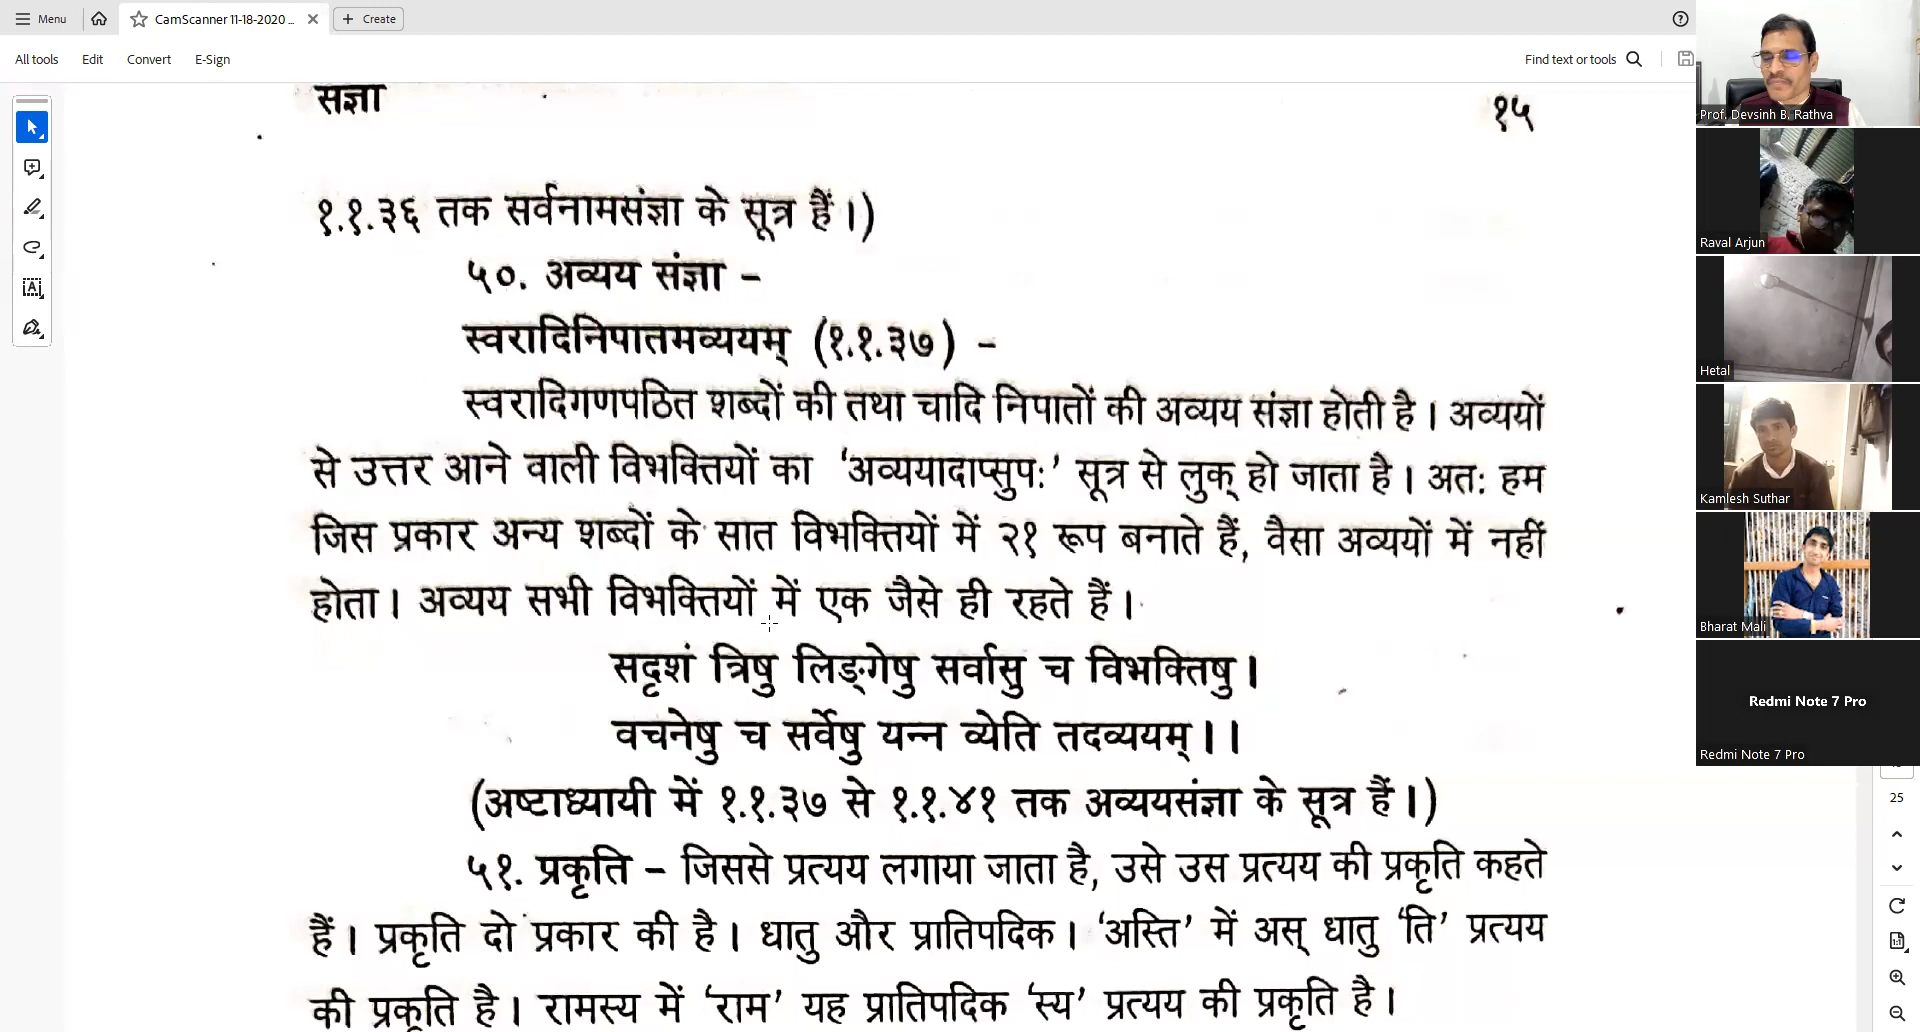 Menu
CamScanner 11-18-2020 ...
Create
All tools
Edit
Convert
E-Sign
Find text or tools
सज्ञा
१५
१.१.३६ तक सर्वनामसंज्ञा के सूत्र हैं।)
५०. अव्यय संज्ञा –
स्वरादिनिपातमव्ययम् (१.१.३७) –
स्वरादिगणपठित शब्दों की तथा चादि निपातों की अव्यय संज्ञा होती है। अव्ययों
से उत्तर आने वाली विभक्तियों का 'अव्ययादाप्सुपः' सूत्र से लुक् हो जाता है। अतः हम
जिस प्रकार अन्य शब्दों के सात विभक्तियों में २१ रूप बनाते हैं, वैसा अव्ययों में नहीं
होता। अव्यय सभी विभक्तियों में एक जैसे ही रहते हैं।
सदृशं त्रिषु लिङ्गेषु सर्वासु च विभक्तिषु।
वचनेषु च सर्वेषु यन्न व्येति तदव्ययम्।।
(अष्टाध्यायी में १.१.३७ से १.१.४१ तक अव्ययसंज्ञा के सूत्र हैं।)
५१. प्रकृति – जिससे प्रत्यय लगाया जाता है, उसे उस प्रत्यय की प्रकृति कहते
हैं। प्रकृति दो प्रकार की है। धातु और प्रातिपदिक। 'अस्ति' में अस् धातु 'ति' प्रत्यय
की प्रकृति है। रामस्य में 'राम' यह प्रातिपदिक 'स्य' प्रत्यय की प्रकृति है।
Prof. Devsinh B. Rathva
Raval Arjun
Hetal
Kamlesh Suthar
Bharat Mali
Redmi Note 7 Pro
Redmi Note 7 Pro
25